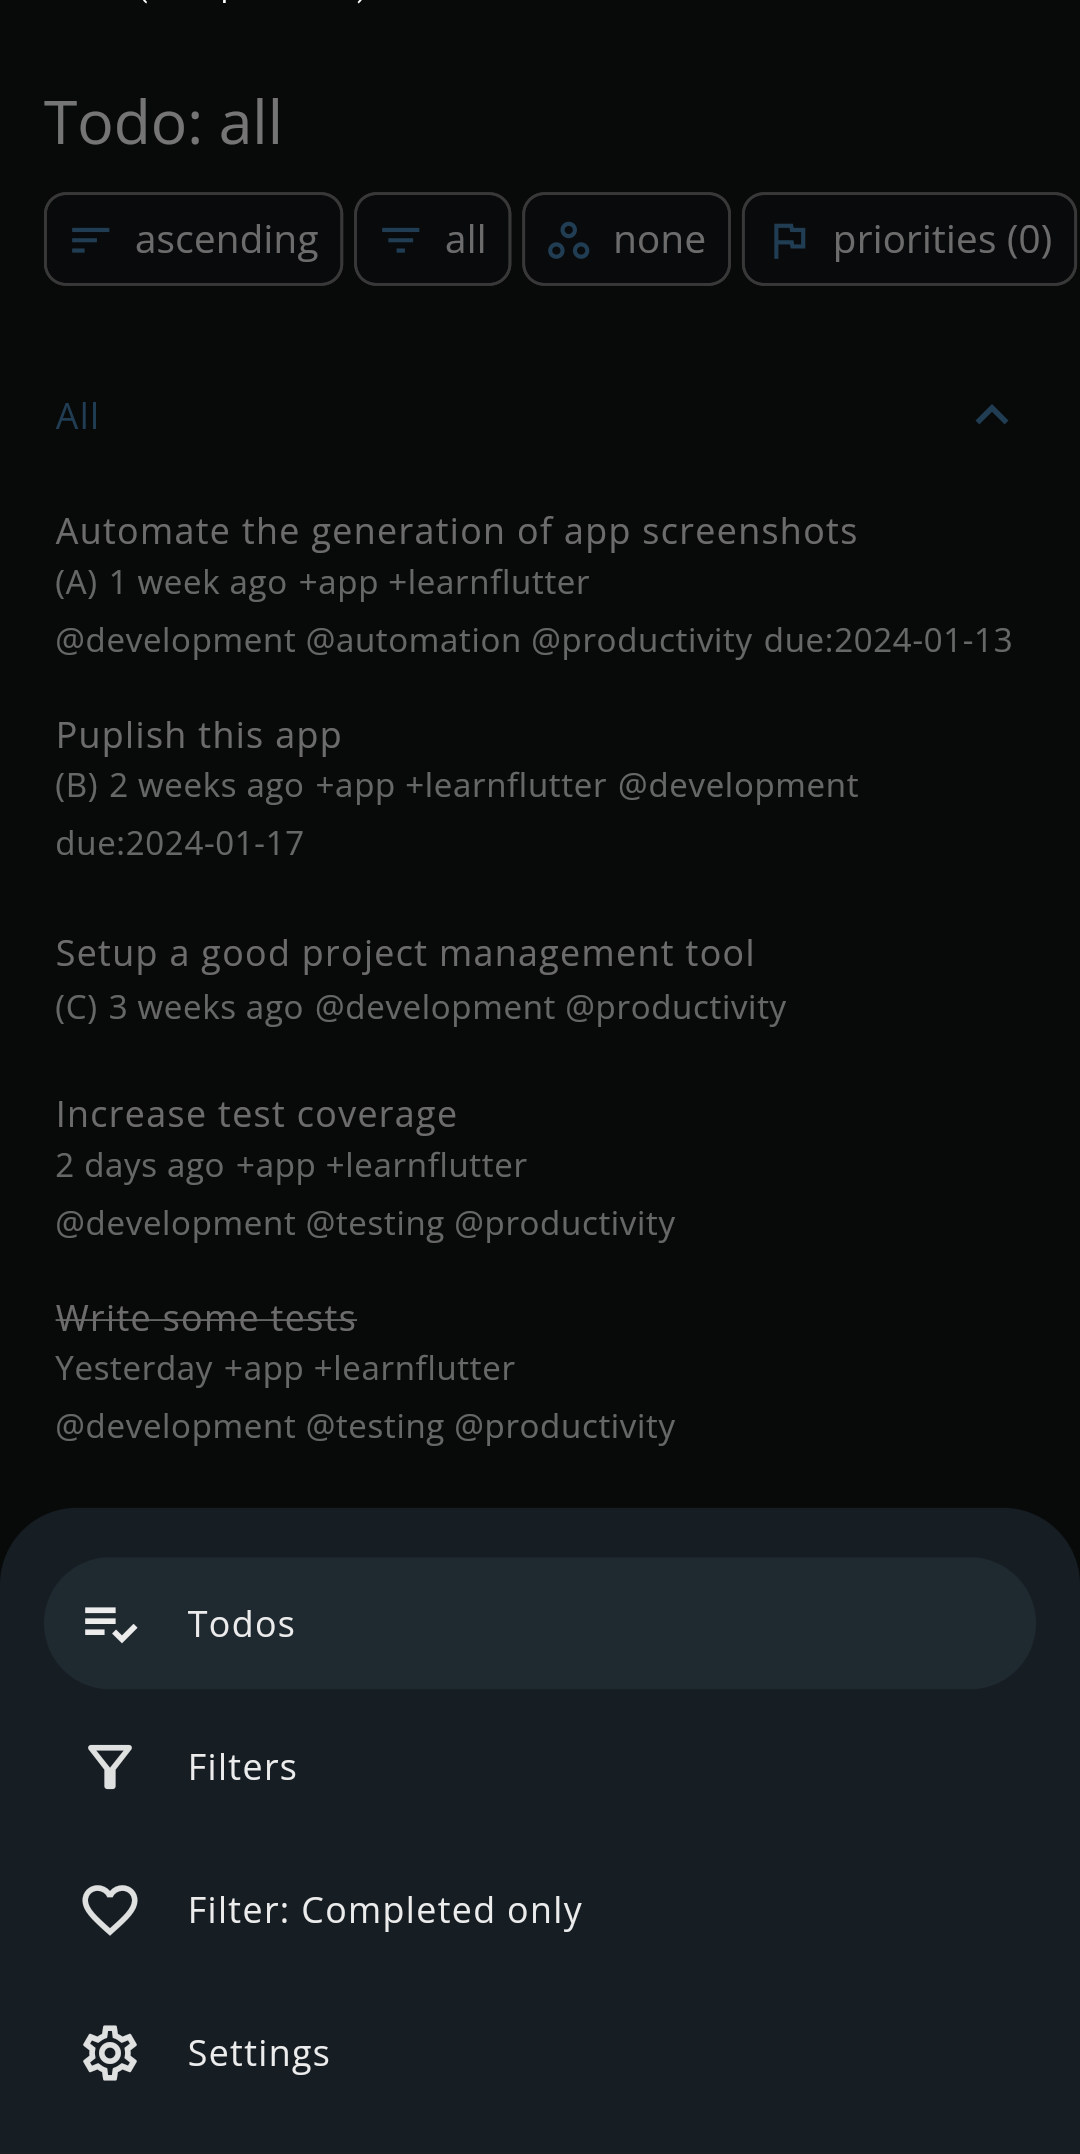 Todo: all
ascending all none priorities (0)
All
Automate the generation of app screenshots
(A) 1 week ago +app +learnflutter
@development @automation @productivity due:2024-01-13
Puplish this app
(B) 2 weeks ago +app +learnflutter @development
due:2024-01-17
Setup a good project management tool
(C) 3 weeks ago @development @productivity
Increase test coverage
2 days ago +app +learnflutter
@development @testing @productivity
Write some tests
Yesterday +app +learnflutter
@development @testing @productivity
Todos
Filters
Filter: Completed only
Settings